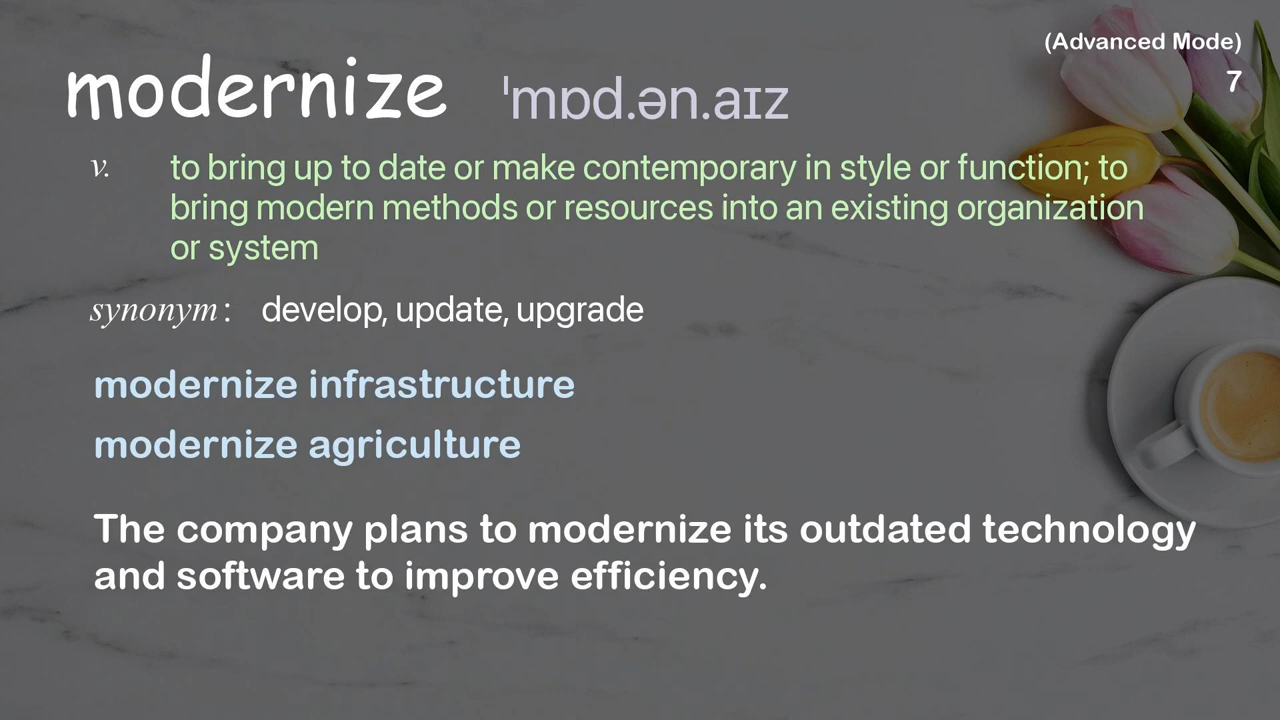 (Advanced Mode)
7
modernize ˈmɒd.ən.aɪz
v. to bring up to date or make contemporary in style or function; to
bring modern methods or resources into an existing organization
or system
synonym: develop, update, upgrade
modernize infrastructure
modernize agriculture
The company plans to modernize its outdated technology
and software to improve efficiency.